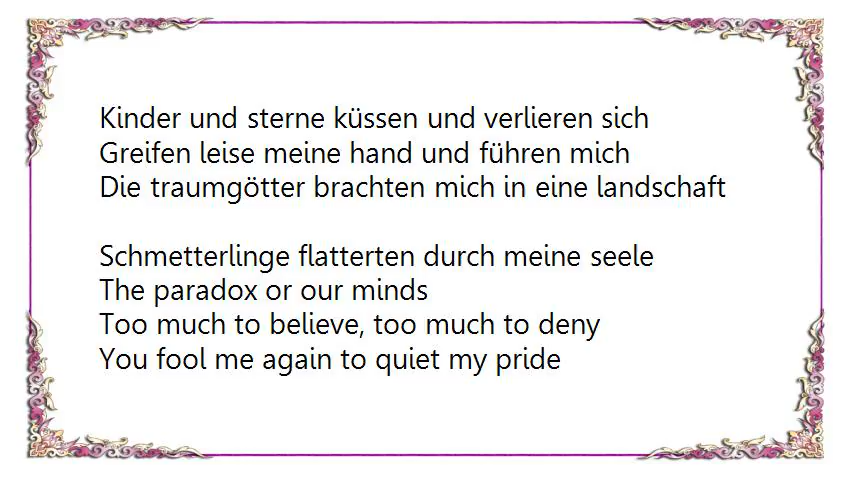 Kinder und sterne küssen und verlieren sich
Greifen leise meine hand und führen mich
Die traumgötter brachten mich in eine landschaft
Schmetterlinge flatterten durch meine seele
The paradox or our minds
Too much to believe, too much to deny
You fool me again to quiet my pride